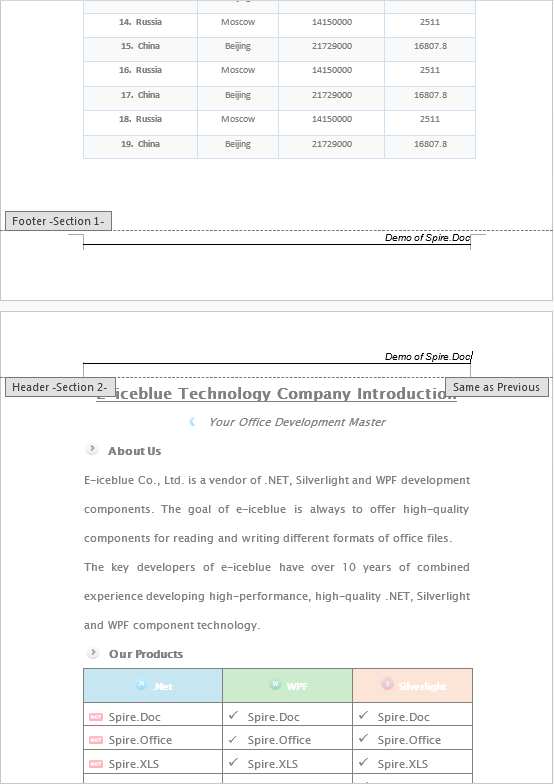 14. Russia Moscow 14150000 2511
15. China Beijing 21729000 16807.8
16. Russia Moscow 14150000 2511
17. China Beijing 21729000 16807.8
18. Russia Moscow 14150000 2511
19. China Beijing 21729000 16807.8
Footer -Section 1-
Demo of Spire.Doc
Demo of Spire.Doc
Header -Section 2-
Same as Previous
E-iceblue Technology Company Introduction
Your Office Development Master
About Us
E-iceblue Co., Ltd. is a vendor of .NET, Silverlight and WPF development
components. The goal of e-iceblue is always to offer high-quality
components for reading and writing different formats of office files.
The key developers of e-iceblue have over 10 years of combined
experience developing high-performance, high-quality .NET, Silverlight
and WPF component technology.
Our Products
N .Net W WPF S Silverlight
HOT Spire.Doc ✓ Spire.Doc ✓ Spire.Doc
HOT Spire.Office ✓ Spire.Office ✓ Spire.Office
HOT Spire.XLS ✓ Spire.XLS ✓ Spire.XLS